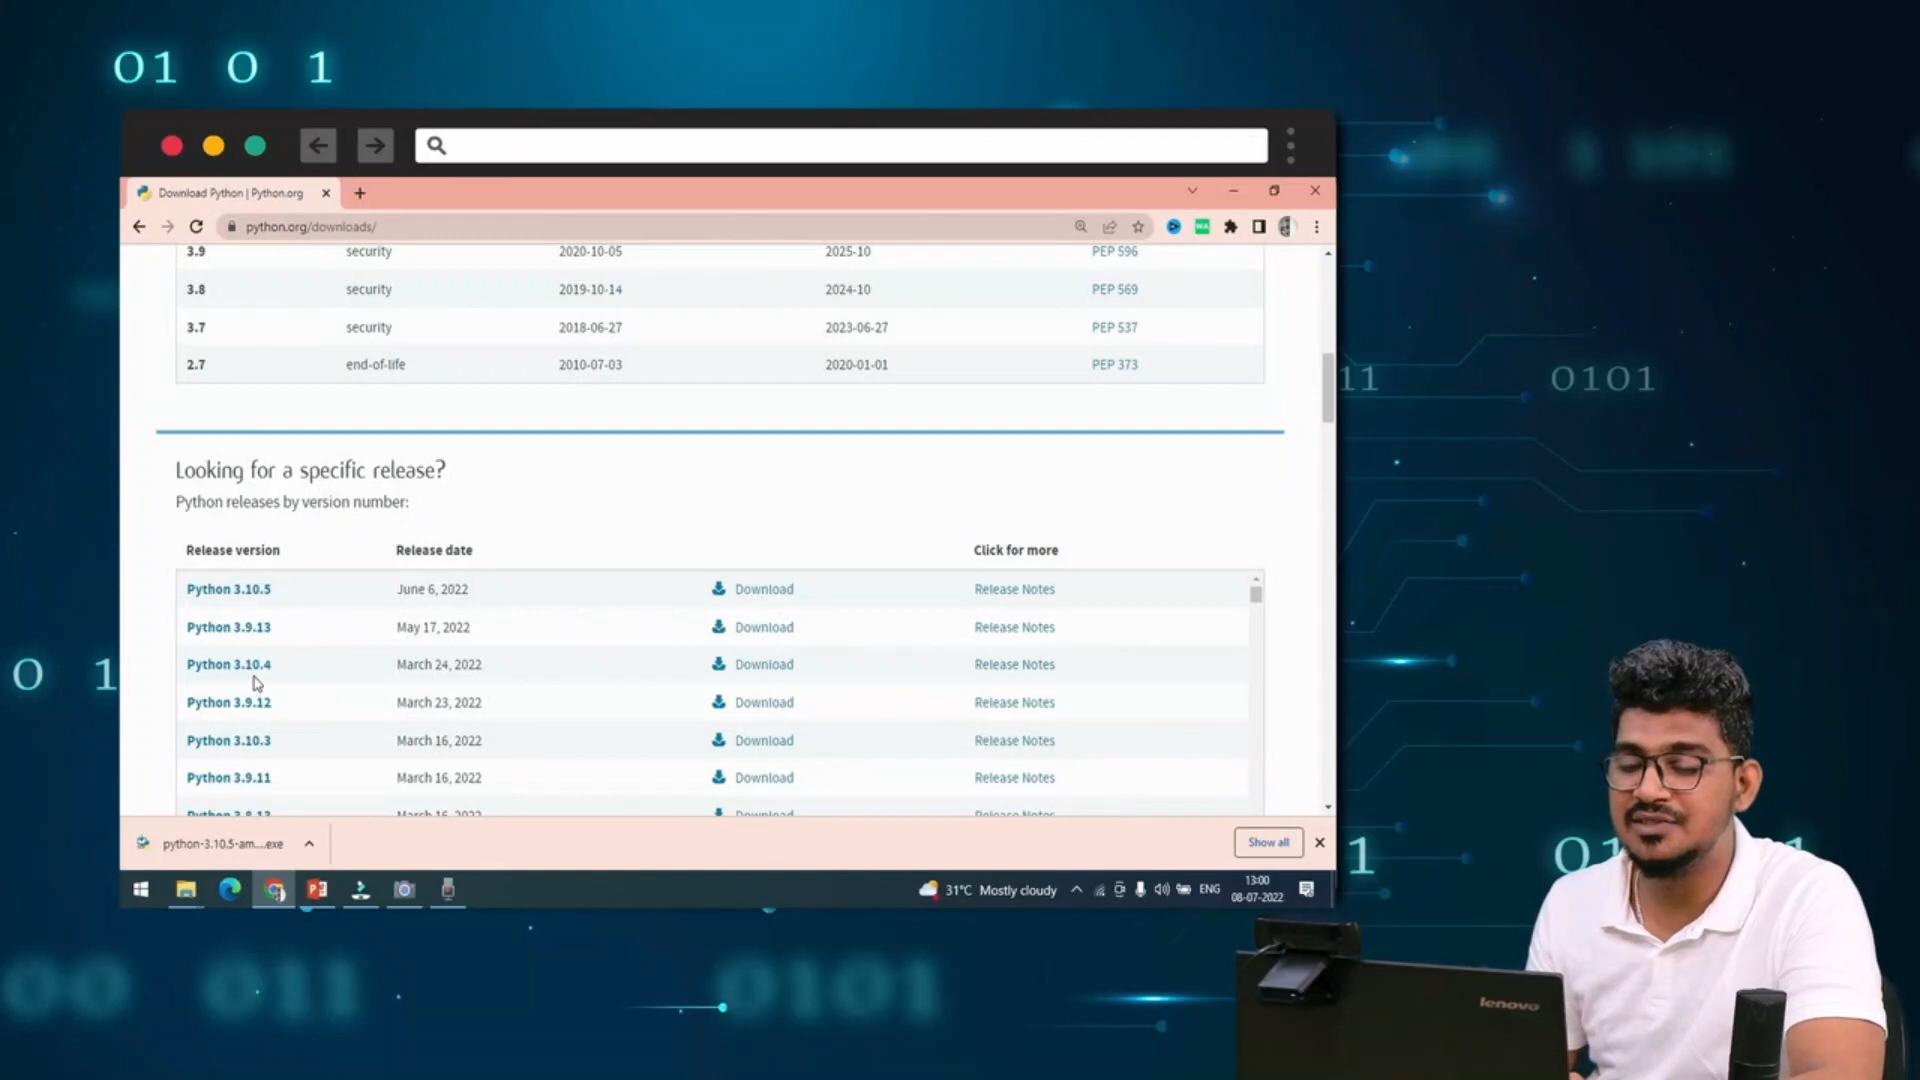 01 0 1
Download Python | Python.org
python.org/downloads/
3.9 security 2020-10-05 2025-10 PEP 596
3.8 security 2019-10-14 2024-10 PEP 569
3.7 security 2018-06-27 2023-06-27 PEP 537
2.7 end-of-life 2010-07-03 2020-01-01 PEP 373
11 0101
Looking for a specific release?
Python releases by version number:
Release version Release date Click for more
Python 3.10.5 June 6, 2022 Download Release Notes
Python 3.9.13 May 17, 2022 Download Release Notes
Python 3.10.4 March 24, 2022 Download Release Notes
0 1
Python 3.9.12 March 23, 2022 Download Release Notes
Python 3.10.3 March 16, 2022 Download Release Notes
Python 3.9.11 March 16, 2022 Download Release Notes
python-3.10.5-am....exe Show all
31°C Mostly cloudy ENG 13:00
08-07-2022
00 011 0101
lenovo